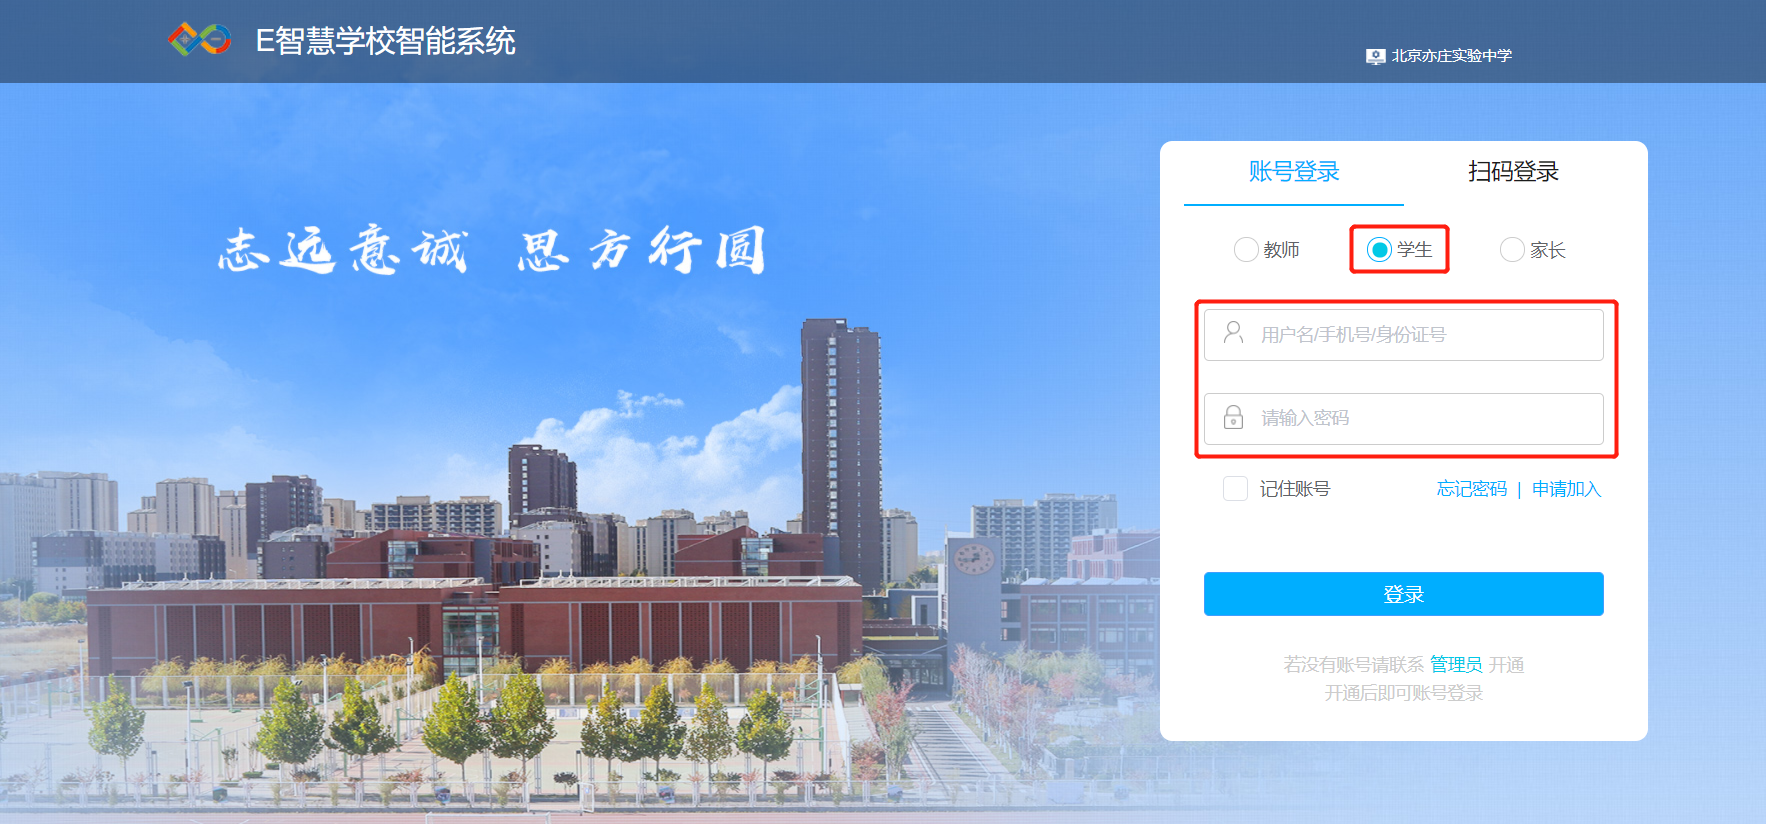 E智慧学校智能系统
北京亦庄实验中学
志远意诚 思方行圆
账号登录 扫码登录
教师 学生 家长
用户名/手机号/身份证号
请输入密码
记住账号 忘记密码 | 申请加入
登录
若没有账号请联系 管理员 开通
开通后即可账号登录